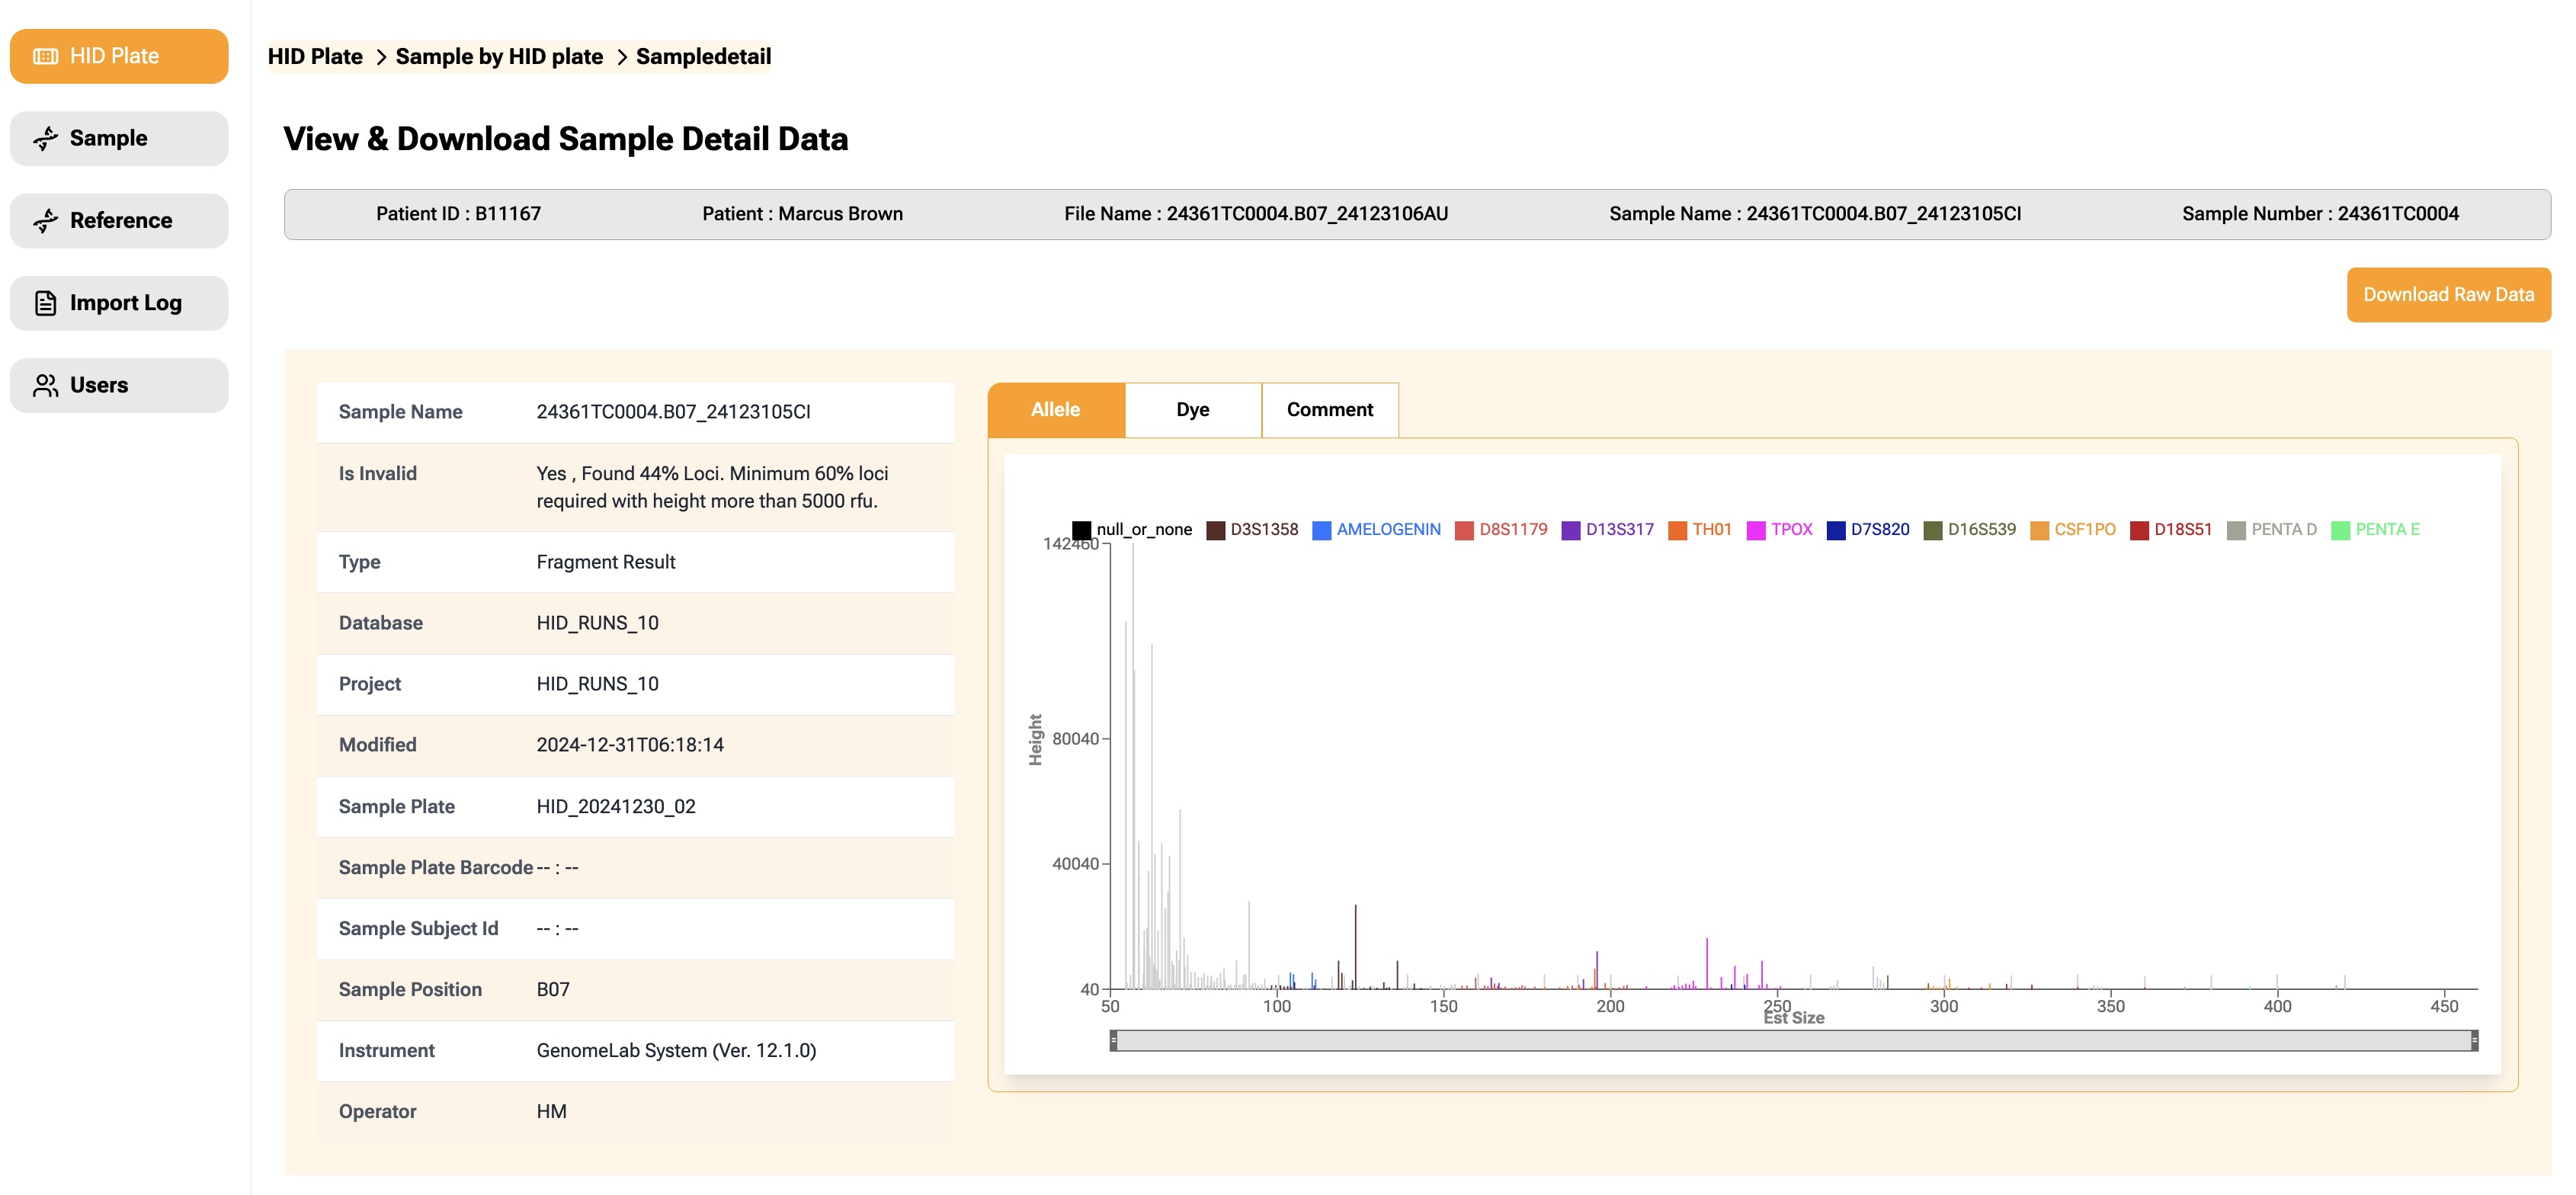 HID Plate
Sample
Reference
Import Log
Users
HID Plate > Sample by HID plate > Sampledetail
View & Download Sample Detail Data
Patient ID : B11167 Patient : Marcus Brown File Name : 24361TC0004.B07_24123106AU Sample Name : 24361TC0004.B07_24123105CI Sample Number : 24361TC0004
Download Raw Data
Sample Name 24361TC0004.B07_24123105CI
Is Invalid Yes , Found 44% Loci. Minimum 60% loci
required with height more than 5000 rfu.
Type Fragment Result
Database HID_RUNS_10
Project HID_RUNS_10
Modified 2024-12-31T06:18:14
Sample Plate HID_20241230_02
Sample Plate Barcode -- : --
Sample Subject Id -- : --
Sample Position B07
Instrument GenomeLab System (Ver. 12.1.0)
Operator HM
Allele Dye Comment
null_or_none D3S1358 AMELOGENIN D8S1179 D13S317 TH01 TPOX D7S820 D16S539 CSF1PO D18S51 PENTA D PENTA E
142460
80040
40040
40
Height
50 100 150 200 250 300 350 400 450
Est Size